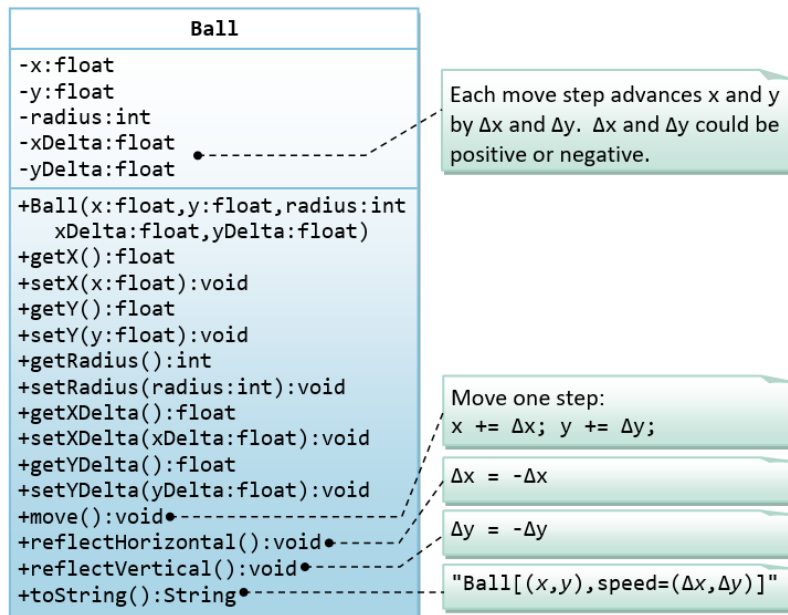 Ball
-x:float
-y:float
-radius:int
-xDelta:float
-yDelta:float
Each move step advances x and y
by Δx and Δy. Δx and Δy could be
positive or negative.
+Ball(x:float,y:float,radius:int
xDelta:float,yDelta:float)
+getX():float
+setX(x:float):void
+getY():float
+setY(y:float):void
+getRadius():int
+setRadius(radius:int):void
+getXDelta():float
+setXDelta(xDelta:float):void
+getYDelta():float
+setYDelta(yDelta:float):void
+move():void
+reflectHorizontal():void
+reflectVertical():void
+toString():String
Move one step:
x += Δx; y += Δy;
Δx = -Δx
Δy = -Δy
"Ball[(x,y),speed=(Δx,Δy)]"